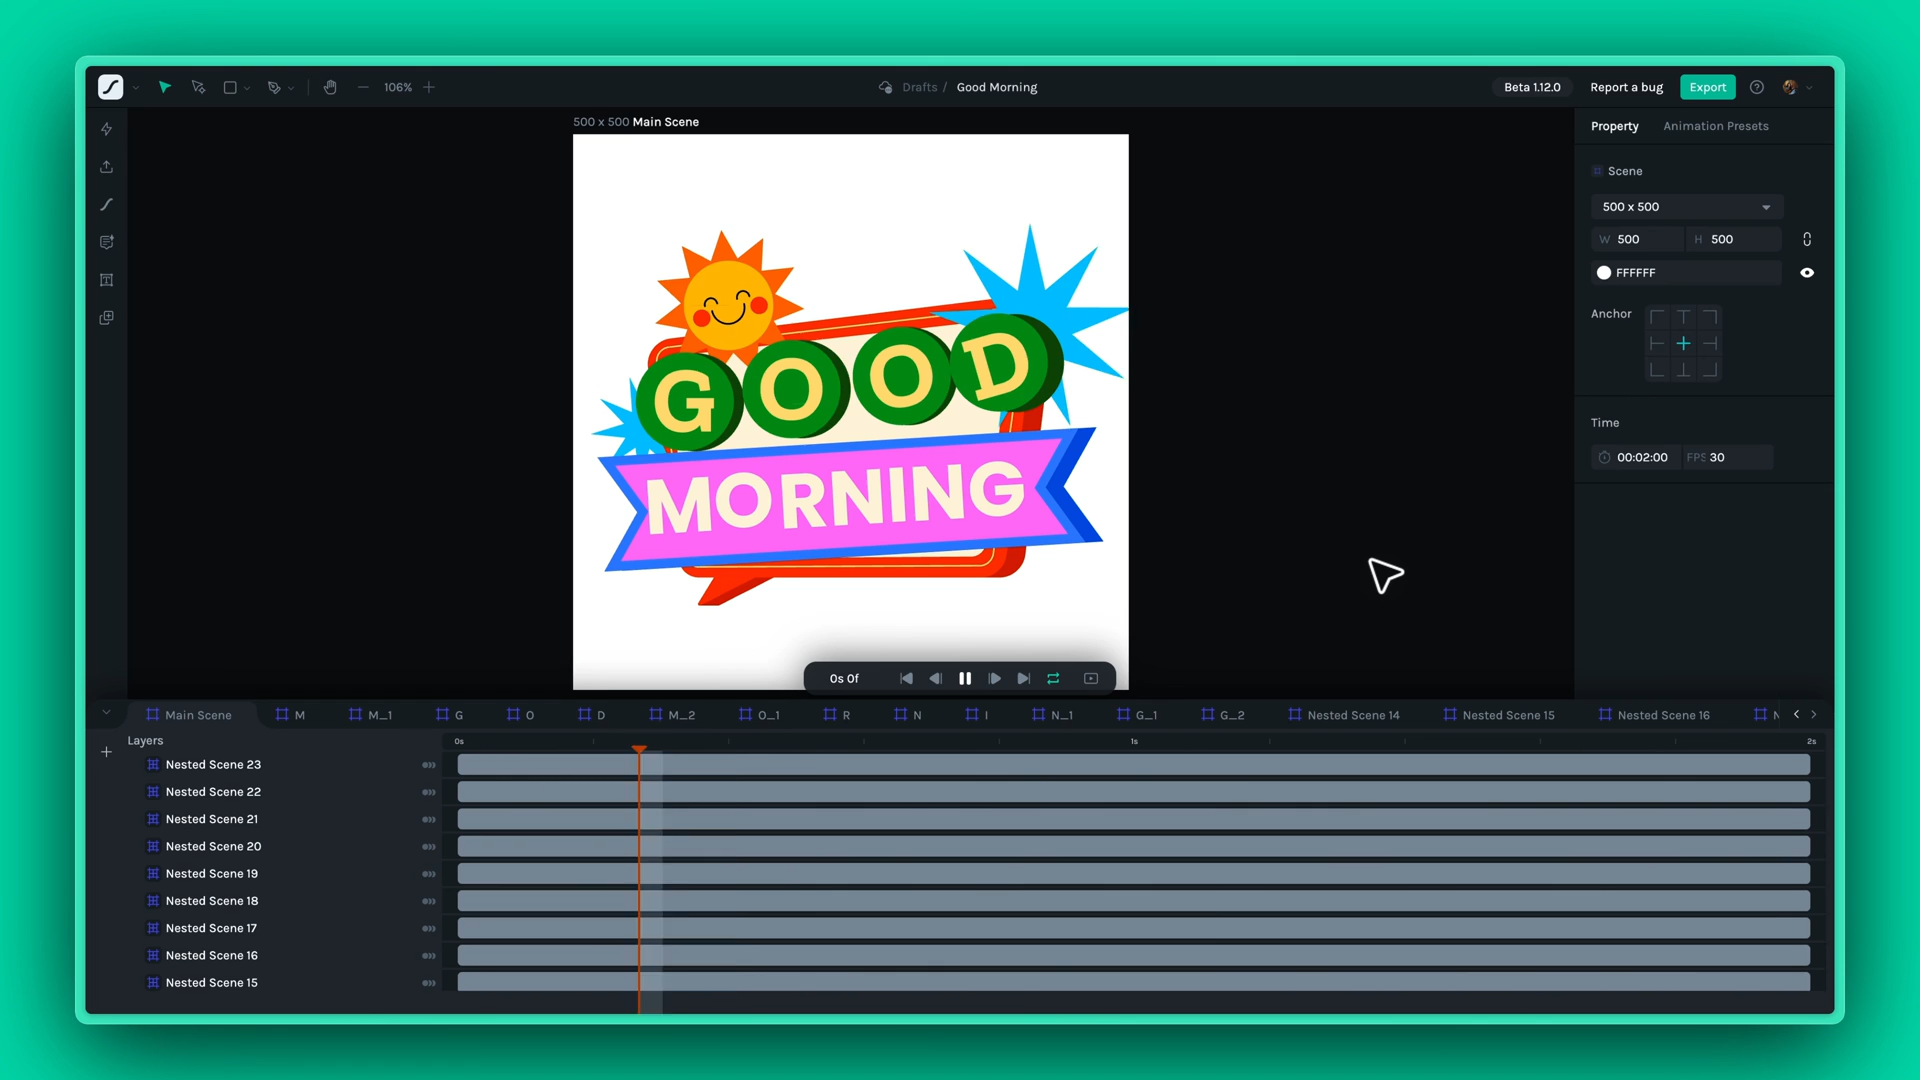 106%
Drafts / Good Morning
Beta 1.12.0
Report a bug
Export
500 x 500 Main Scene
GOOD
MORNING
0s 0f
Property
Animation Presets
Scene
500 x 500
W 500
H 500
FFFFFF
Anchor
Time
00:02:00
FPS 30
Main Scene
M
M_1
G
O
D
M_2
O_1
R
N
I
N_1
G_1
G_2
Nested Scene 14
Nested Scene 15
Nested Scene 16
Layers
0s
1s
2s
Nested Scene 23
Nested Scene 22
Nested Scene 21
Nested Scene 20
Nested Scene 19
Nested Scene 18
Nested Scene 17
Nested Scene 16
Nested Scene 15